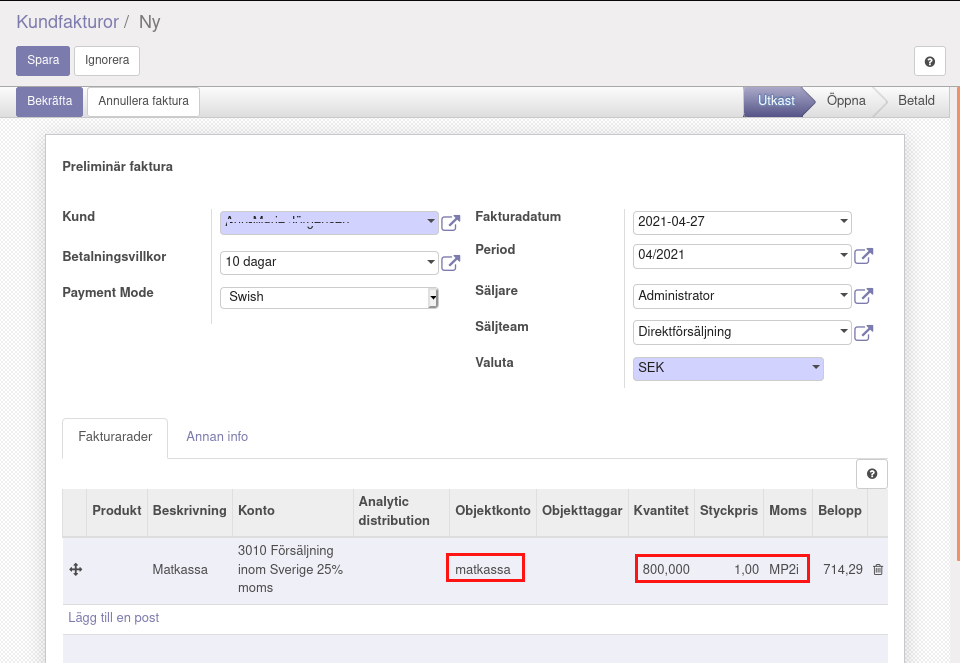 Kundfakturor / Ny
Spara Ignorera
Bekräfta Annullera faktura Utkast Öppna Betald
Preliminär faktura
Kund
Betalningsvillkor 10 dagar
Payment Mode Swish
Fakturadatum 2021-04-27
Period 04/2021
Säljare Administrator
Säljteam Direktförsäljning
Valuta SEK
Fakturarader Annan info
Produkt Beskrivning Konto Analytic distribution Objektkonto Objekttaggar Kvantitet Styckpris Moms Belopp
Matkassa 3010 Försäljning inom Sverige 25% moms matkassa 800,000 1,00 MP2i 714,29
Lägg till en post